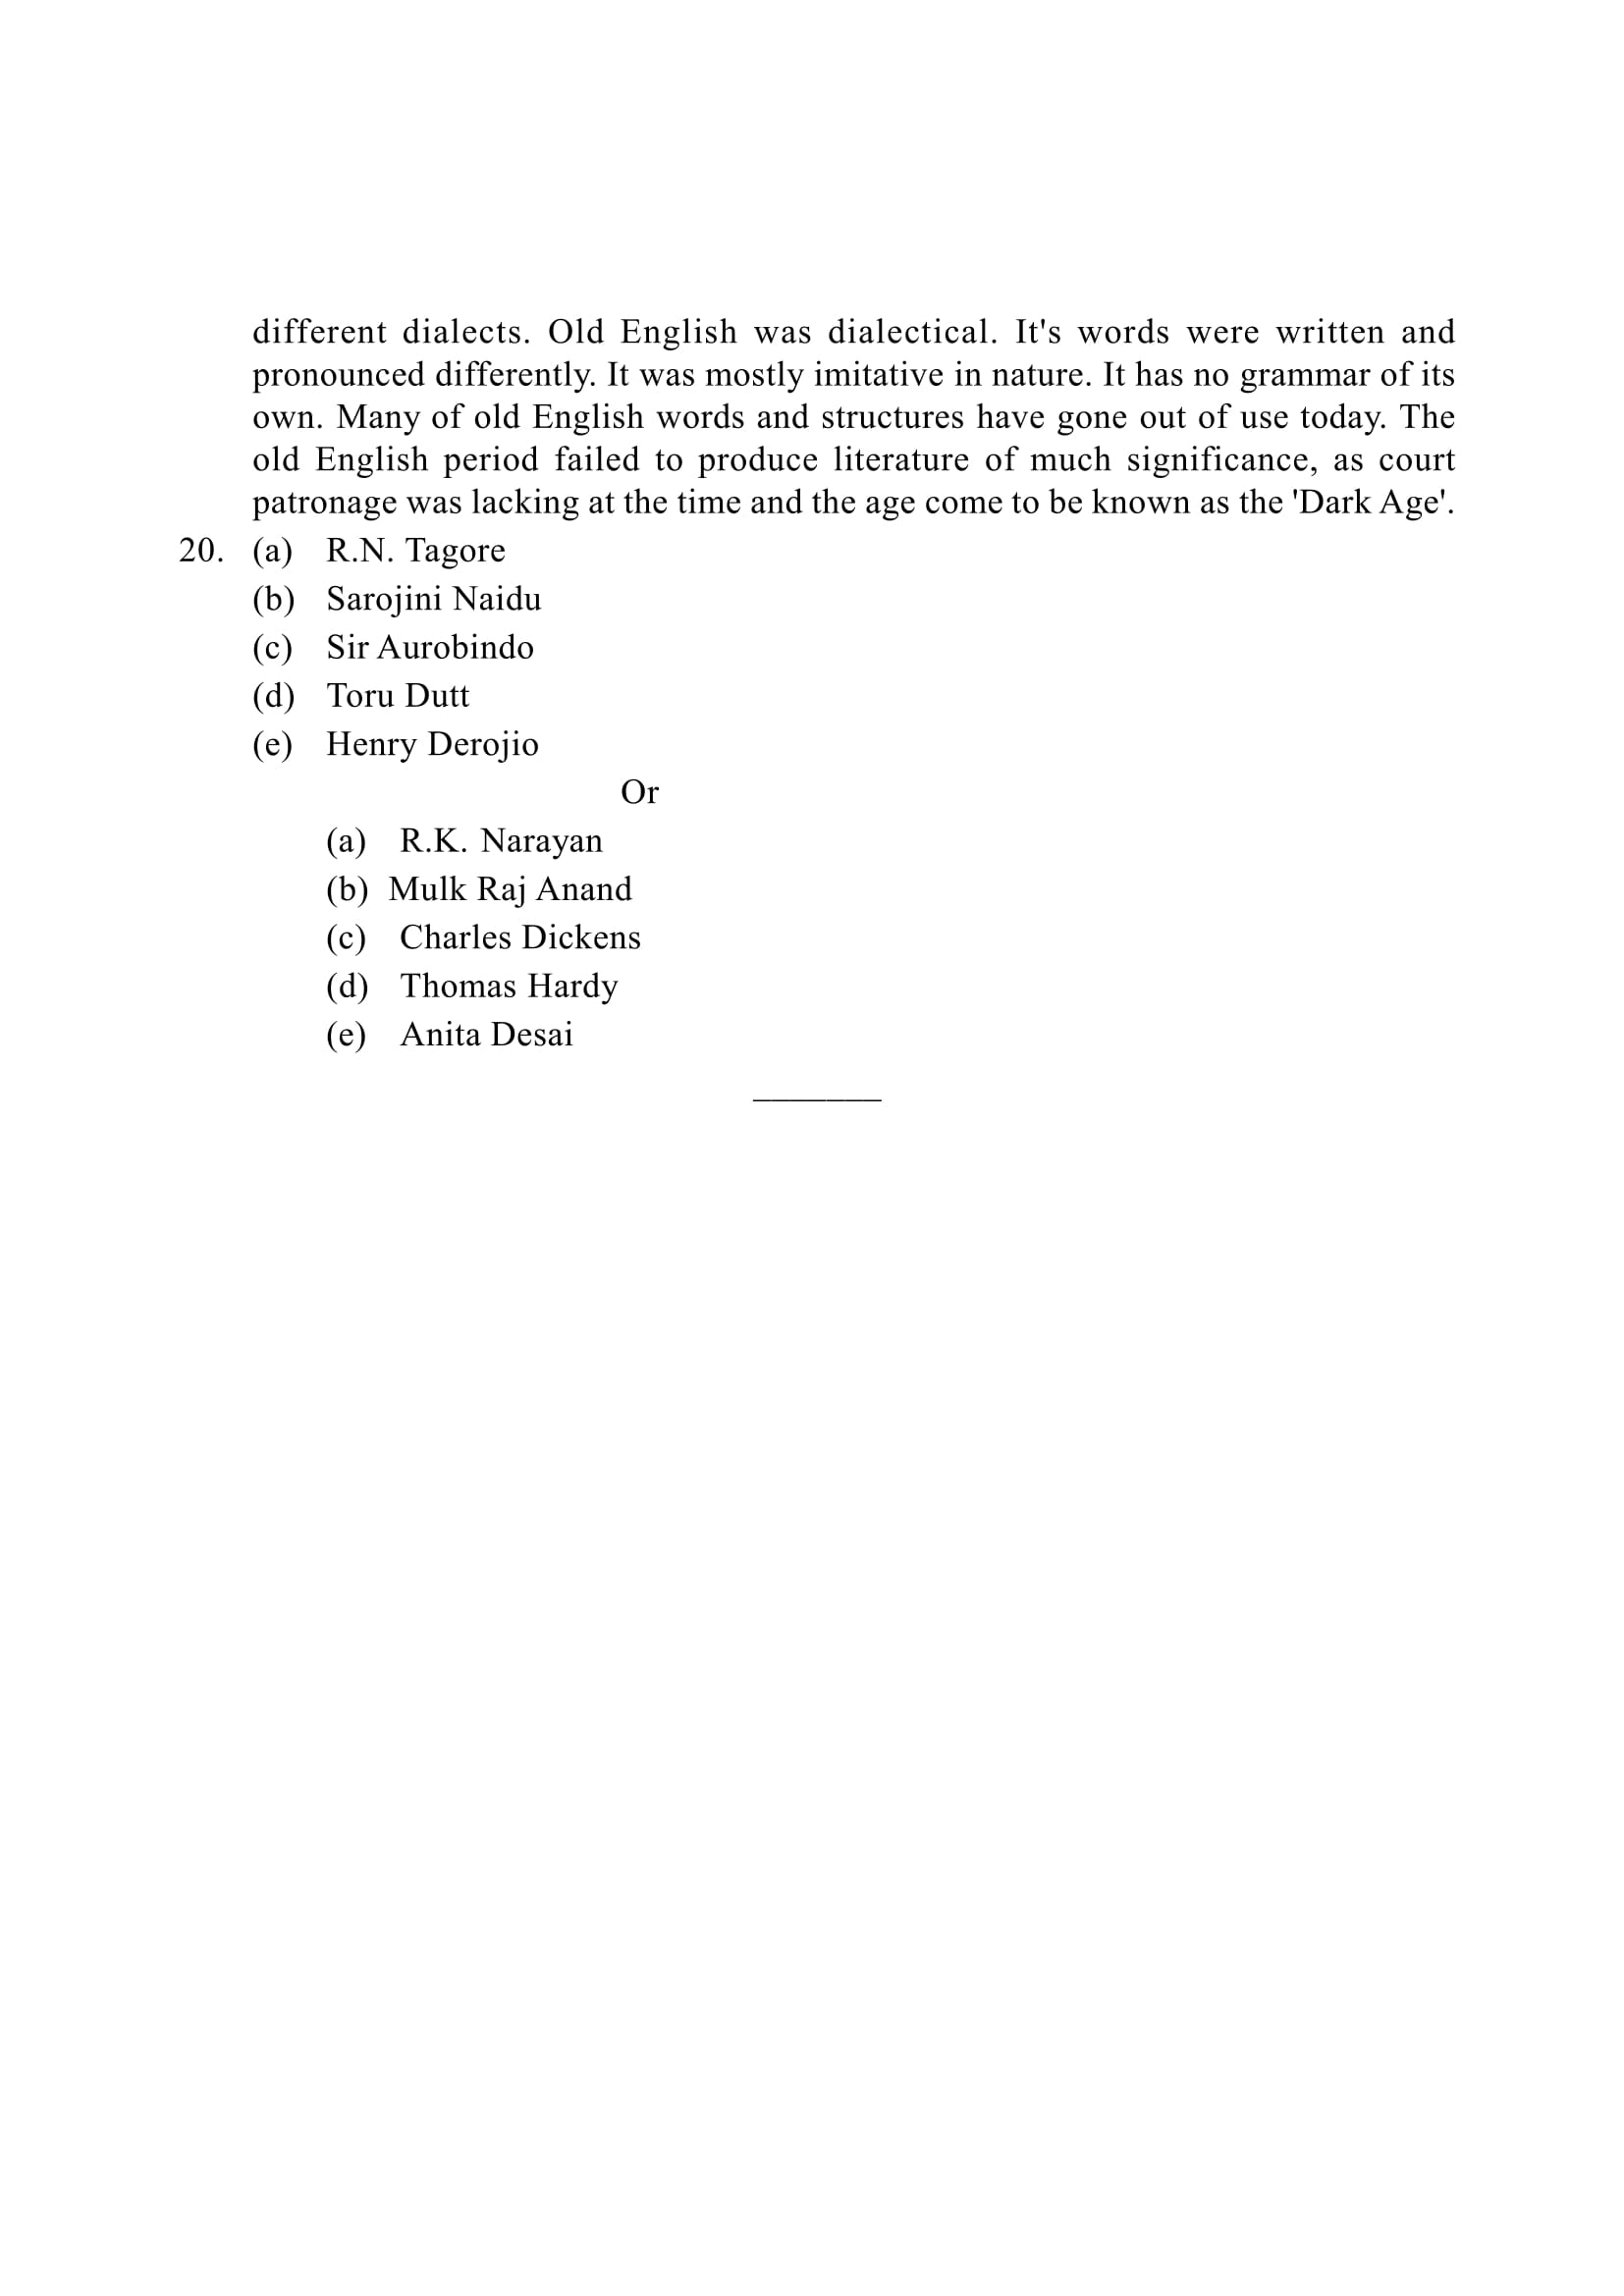 different dialects. Old English was dialectical. It's words were written and
pronounced differently. It was mostly imitative in nature. It has no grammar of its
own. Many of old English words and structures have gone out of use today. The
old English period failed to produce literature of much significance, as court
patronage was lacking at the time and the age come to be known as the 'Dark Age'.
20. (a) R.N. Tagore
(b) Sarojini Naidu
(c) Sir Aurobindo
(d) Toru Dutt
(e) Henry Derojio
Or
(a) R.K. Narayan
(b) Mulk Raj Anand
(c) Charles Dickens
(d) Thomas Hardy
(e) Anita Desai